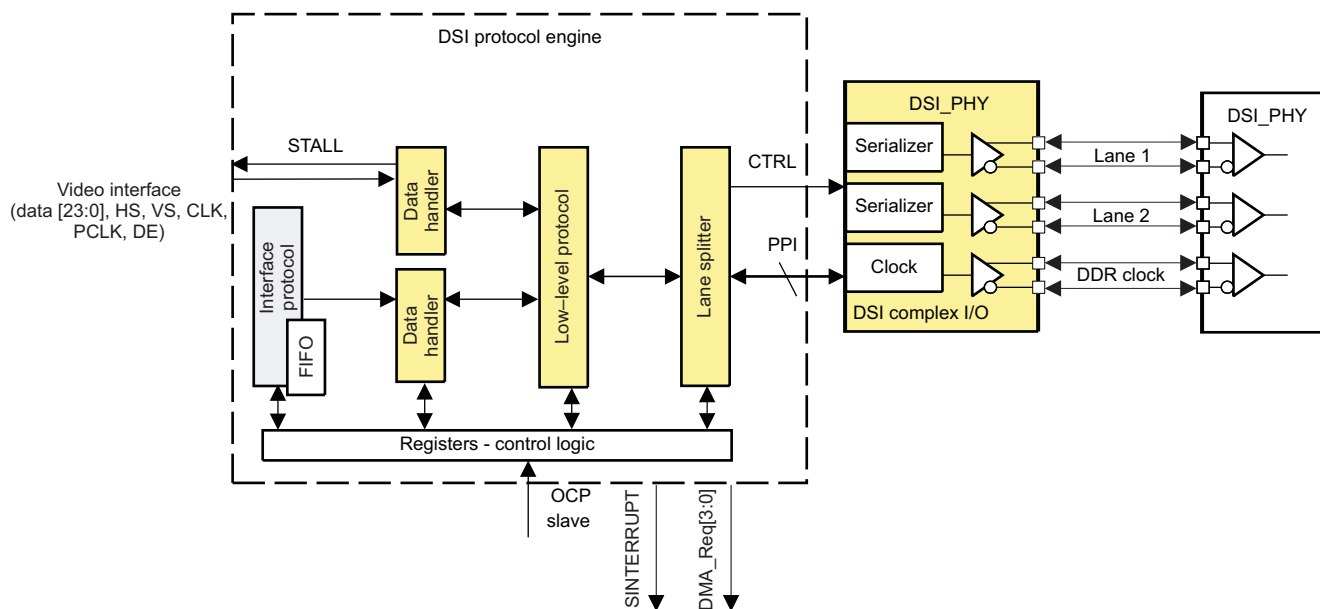 DSI protocol engine
STALL
Video interface
(data [23:0], HS, VS, CLK,
PCLK, DE)
Interface
protocol
FIFO
Data
handler
Data
handler
Low–level protocol
Lane splitter
CTRL
PPI
Registers - control logic
OCP
slave
SINTERRUPT
DMA_Req[3:0]
DSI_PHY
Serializer
Serializer
Clock
DSI complex I/O
Lane 1
Lane 2
DDR clock
DSI_PHY